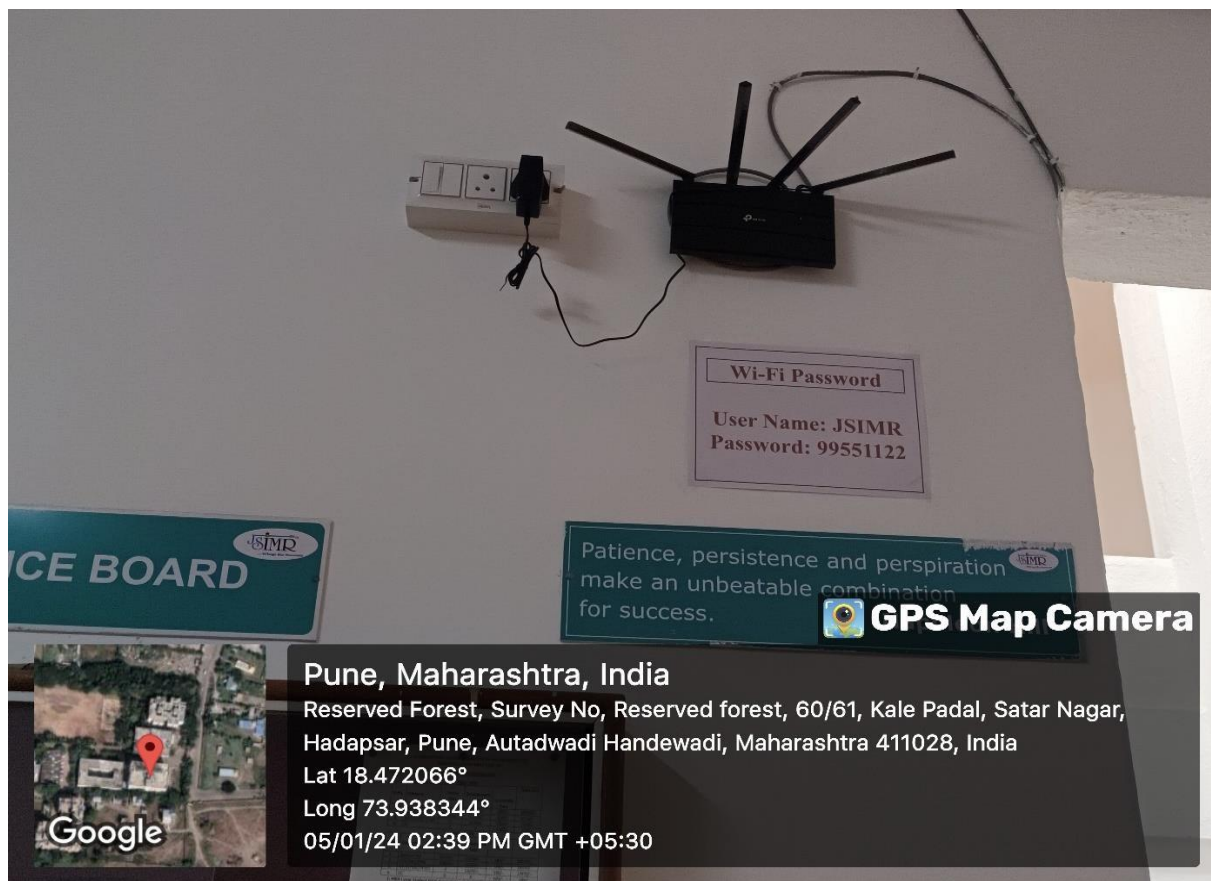 Wi-Fi Password
User Name: JSIMR
Password: 99551122
JSIMR
ICE BOARD
Patience, persistence and perspiration
make an unbeatable combination
for success.
JSIMR
GPS Map Camera
Pune, Maharashtra, India
Reserved Forest, Survey No, Reserved forest, 60/61, Kale Padal, Satar Nagar,
Hadapsar, Pune, Autadwadi Handewadi, Maharashtra 411028, India
Lat 18.472066°
Long 73.938344°
05/01/24 02:39 PM GMT +05:30
Google